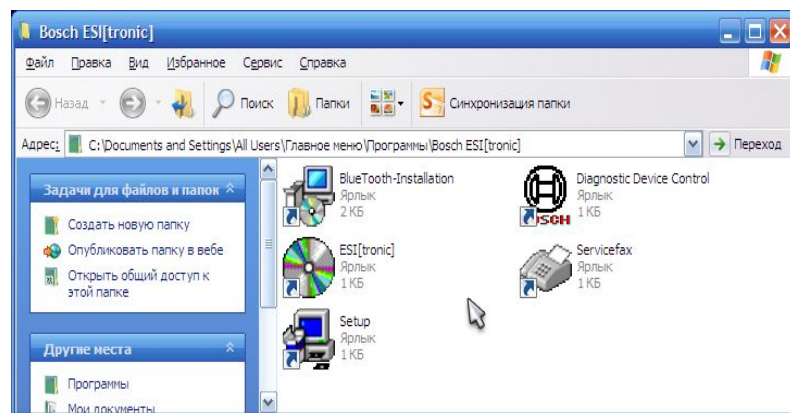 Bosch ESI[tronic]
Файл Правка Вид Избранное Сервис Справка
Назад Поиск Папки Синхронизация папки
Адрес: C:\Documents and Settings\All Users\Главное меню\Программы\Bosch ESI[tronic] Переход
Задачи для файлов и папок
Создать новую папку
Опубликовать папку в вебе
Открыть общий доступ к
этой папке
Другие места
Программы
Мои документы
BlueTooth-Installation
Ярлык
2 КБ
Diagnostic Device Control
Ярлык
1 КБ
BOSCH
ESI[tronic]
Ярлык
1 КБ
Servicefax
Ярлык
1 КБ
Setup
Ярлык
1 КБ